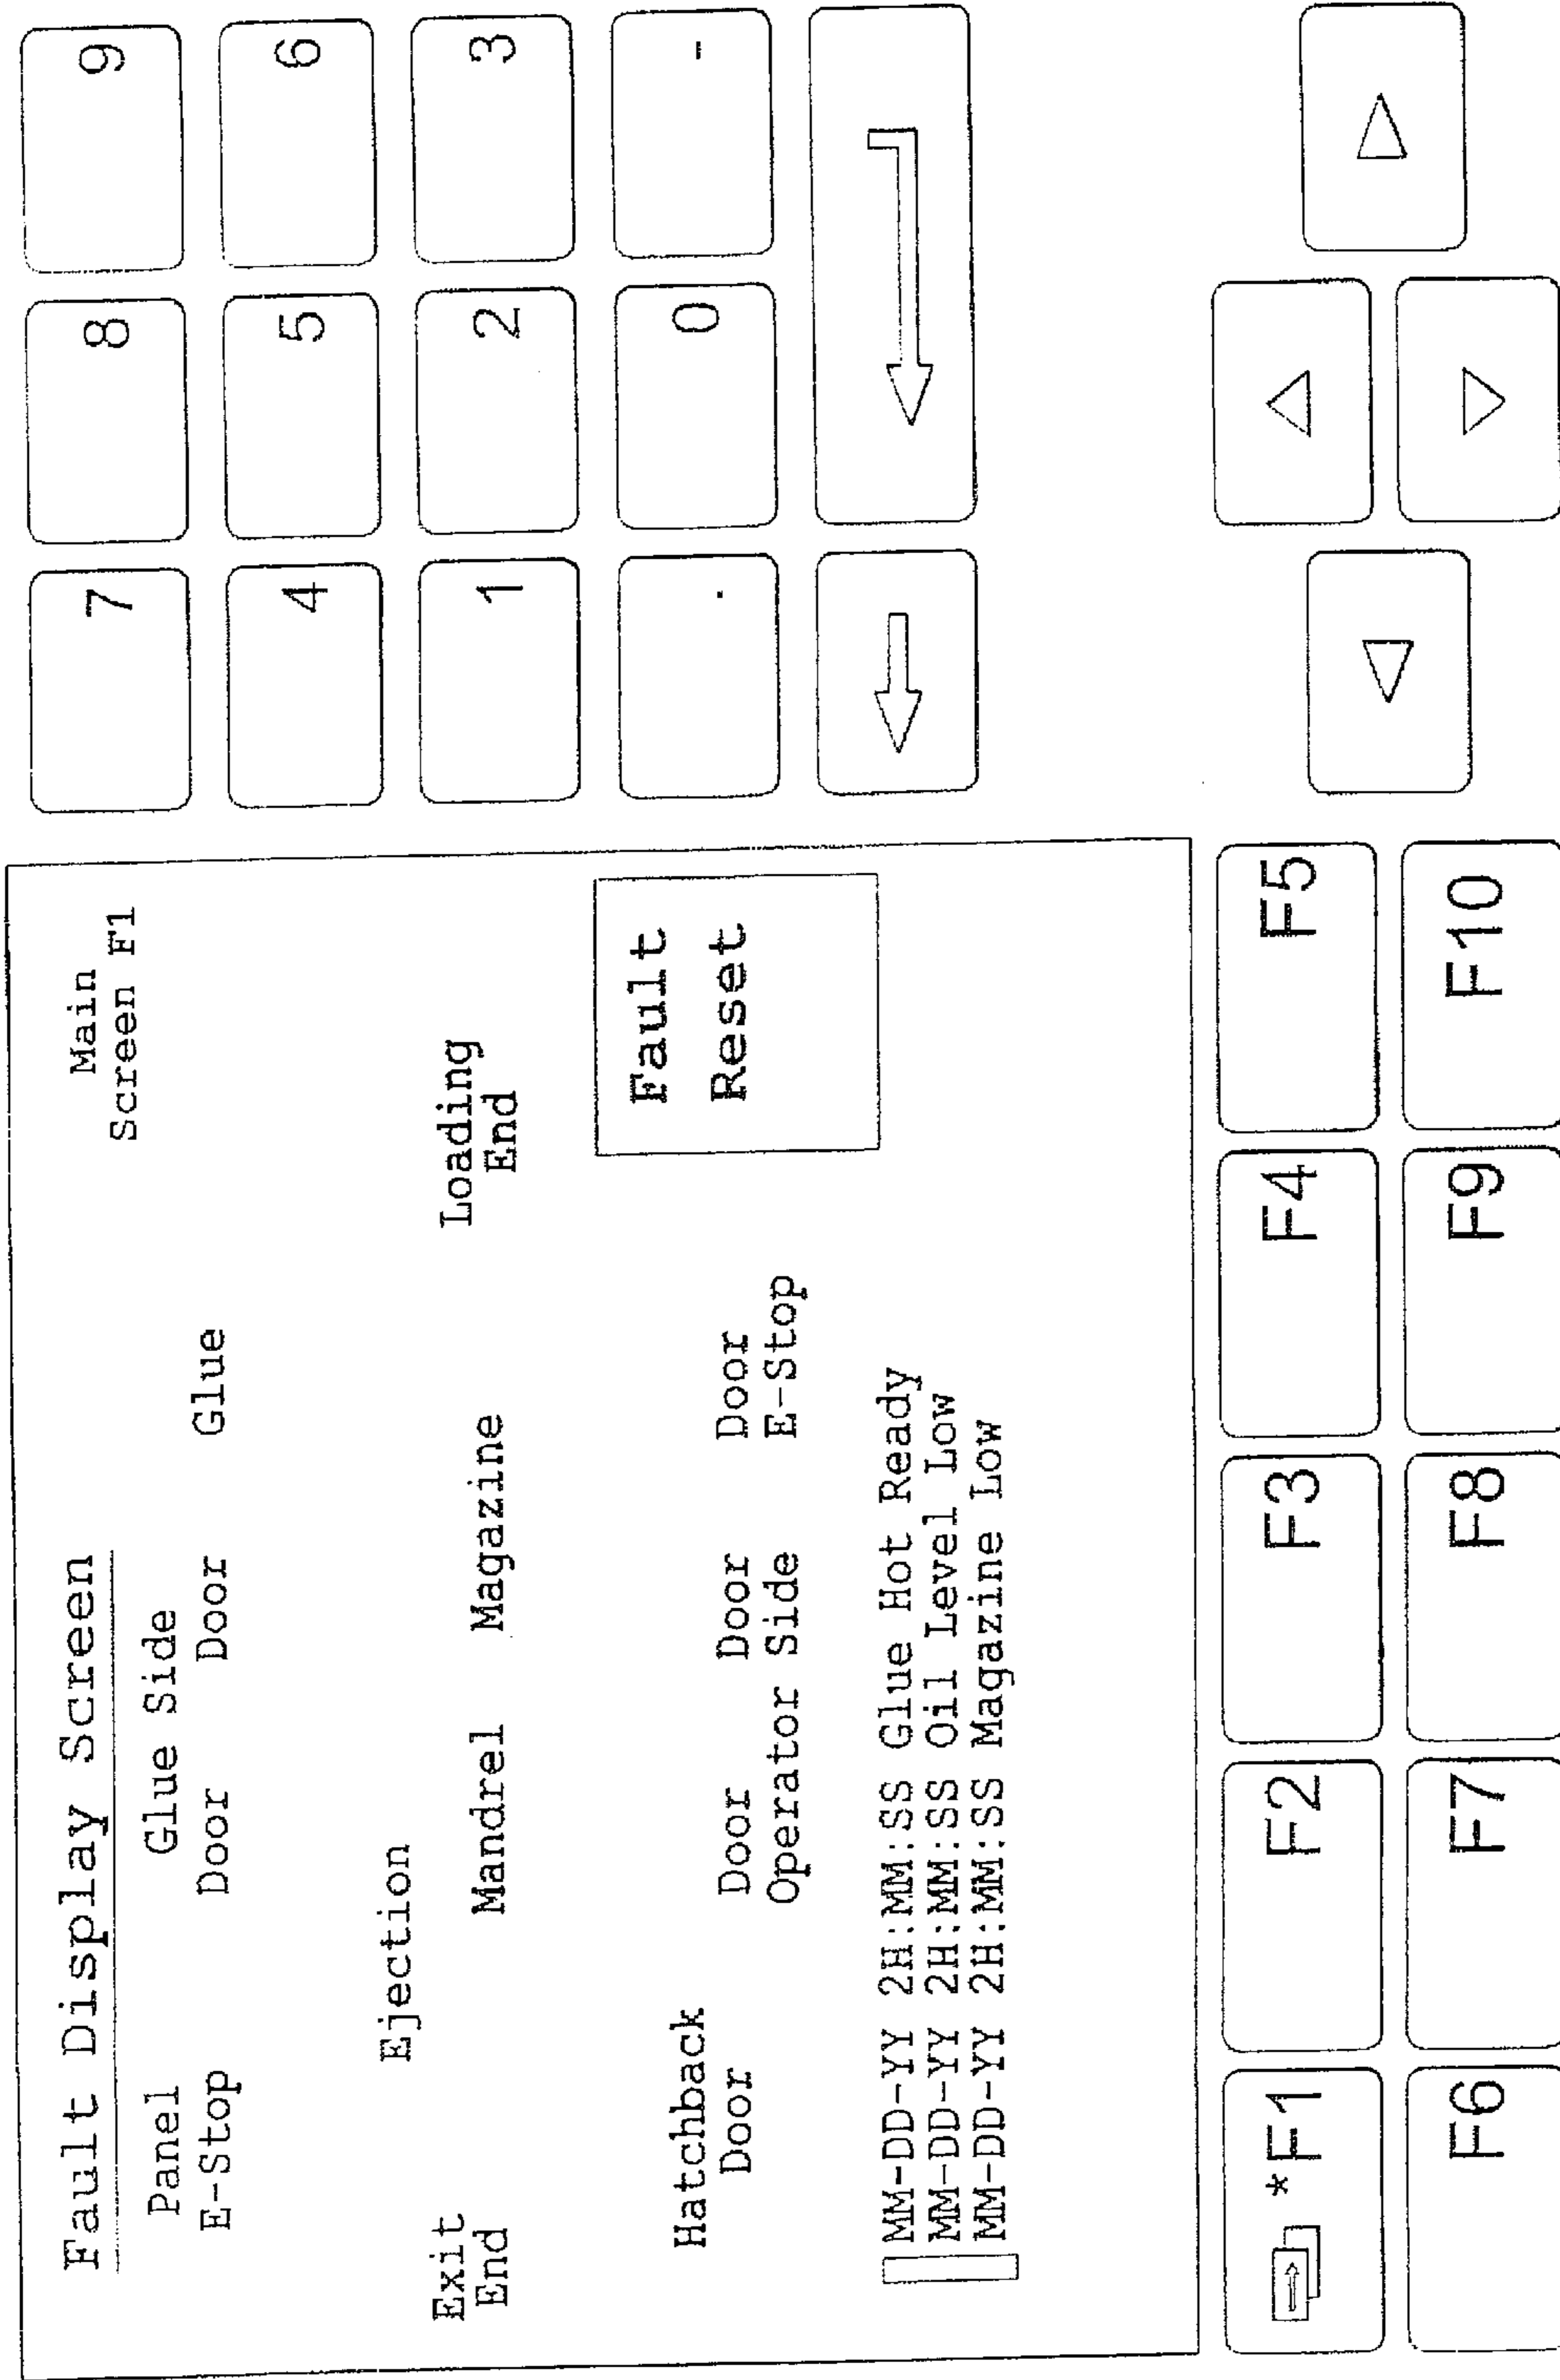 Fault Display Screen
Main
Screen F1
Panel
E-Stop
Glue Side
Door Door Glue
Ejection
Exit
End
Mandrel Magazine
Loading
End
Hatchback
Door
Door Door Door
Operator Side E-Stop
Fault
Reset
MM-DD-YY 2H:MM:SS Glue Hot Ready
MM-DD-YY 2H:MM:SS Oil Level Low
MM-DD-YY 2H:MM:SS Magazine Low
7 8 9
4 5 6
1 2 3
. 0 -
*F1 F2 F3 F4 F5
F6 F7 F8 F9 F10